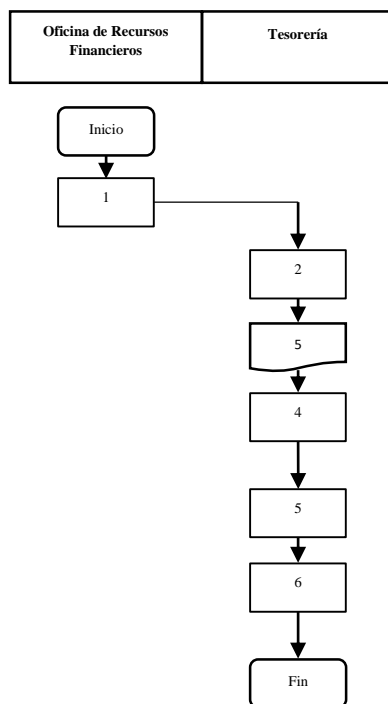 Oficina de Recursos
Financieros
Tesorería
Inicio
1
2
5
4
5
6
Fin